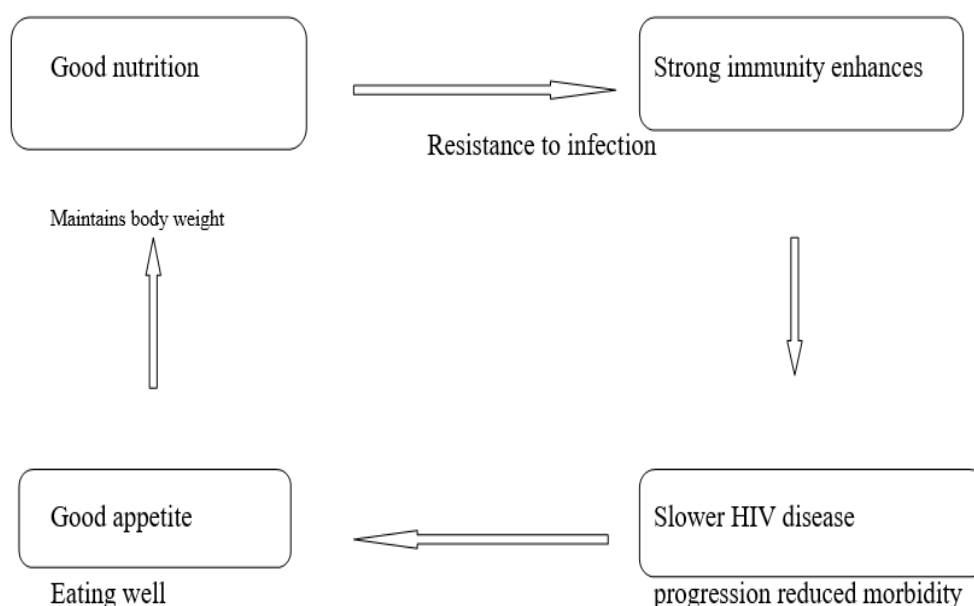 Good nutrition
Strong immunity enhances
Resistance to infection
Maintains body weight
Good appetite
Slower HIV disease
Eating well
progression reduced morbidity